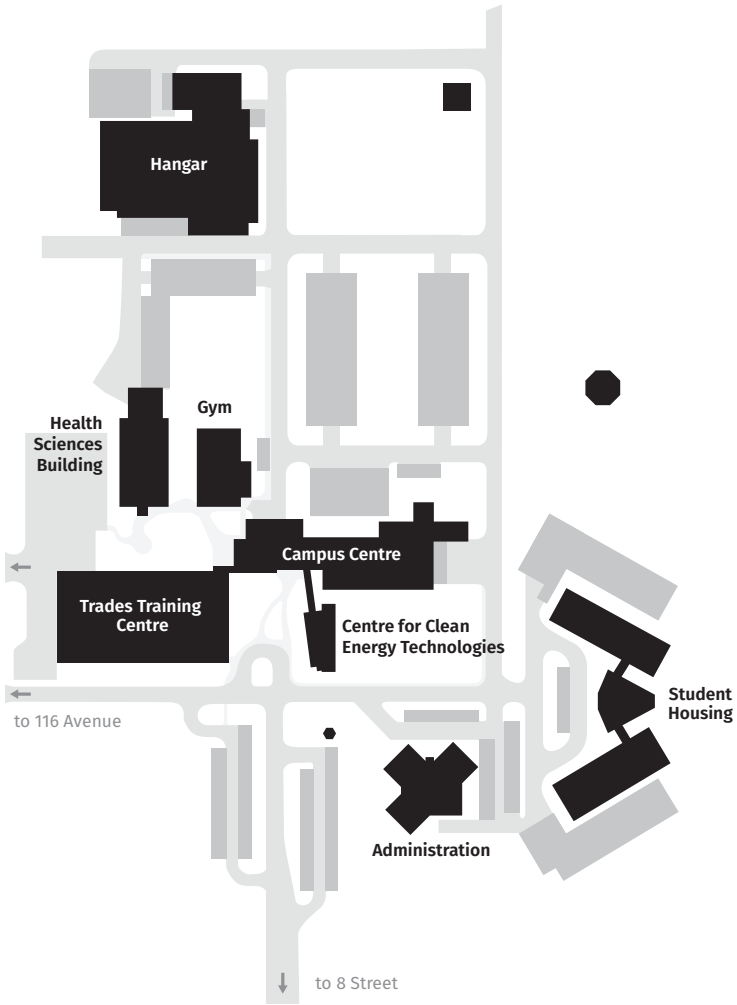 Hangar
Gym
Health
Sciences
Building
Campus Centre
Trades Training
Centre
Centre for Clean
Energy Technologies
Student
Housing
to 116 Avenue
Administration
to 8 Street